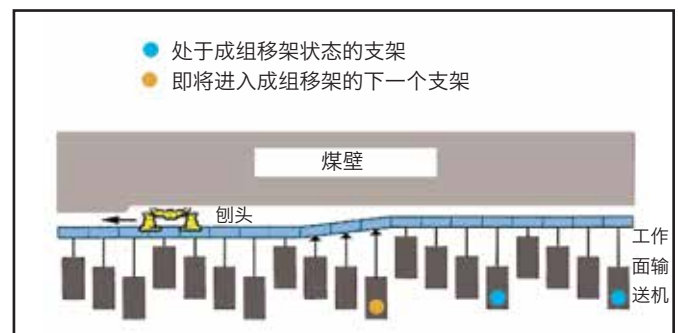 处于成组移架状态的支架
即将进入成组移架的下一个支架
煤壁
刨头
工作
面输
送机